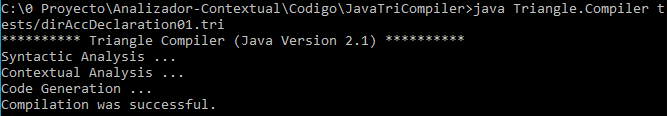 C:\0 Proyecto\Analizador-Contextual\Codigo\JavaTriCompiler>java Triangle.Compiler t
ests/dirAccDeclaration01.tri
********** Triangle Compiler (Java Version 2.1) **********
Syntactic Analysis ...
Contextual Analysis ...
Code Generation ...
Compilation was successful.